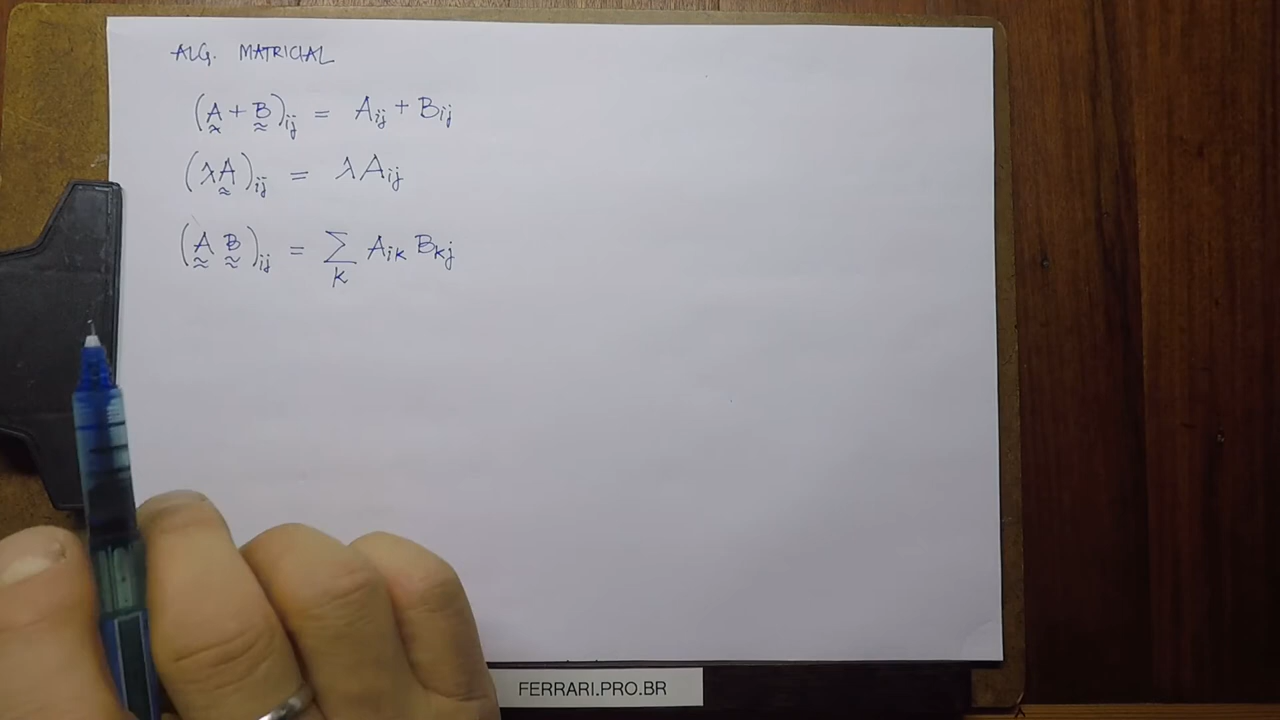 ALG. MATRICIAL
(A + B)ij = Aij + Bij
(λA)ij = λAij
(A B)ij = ∑k Aik Bkj
FERRARI.PRO.BR